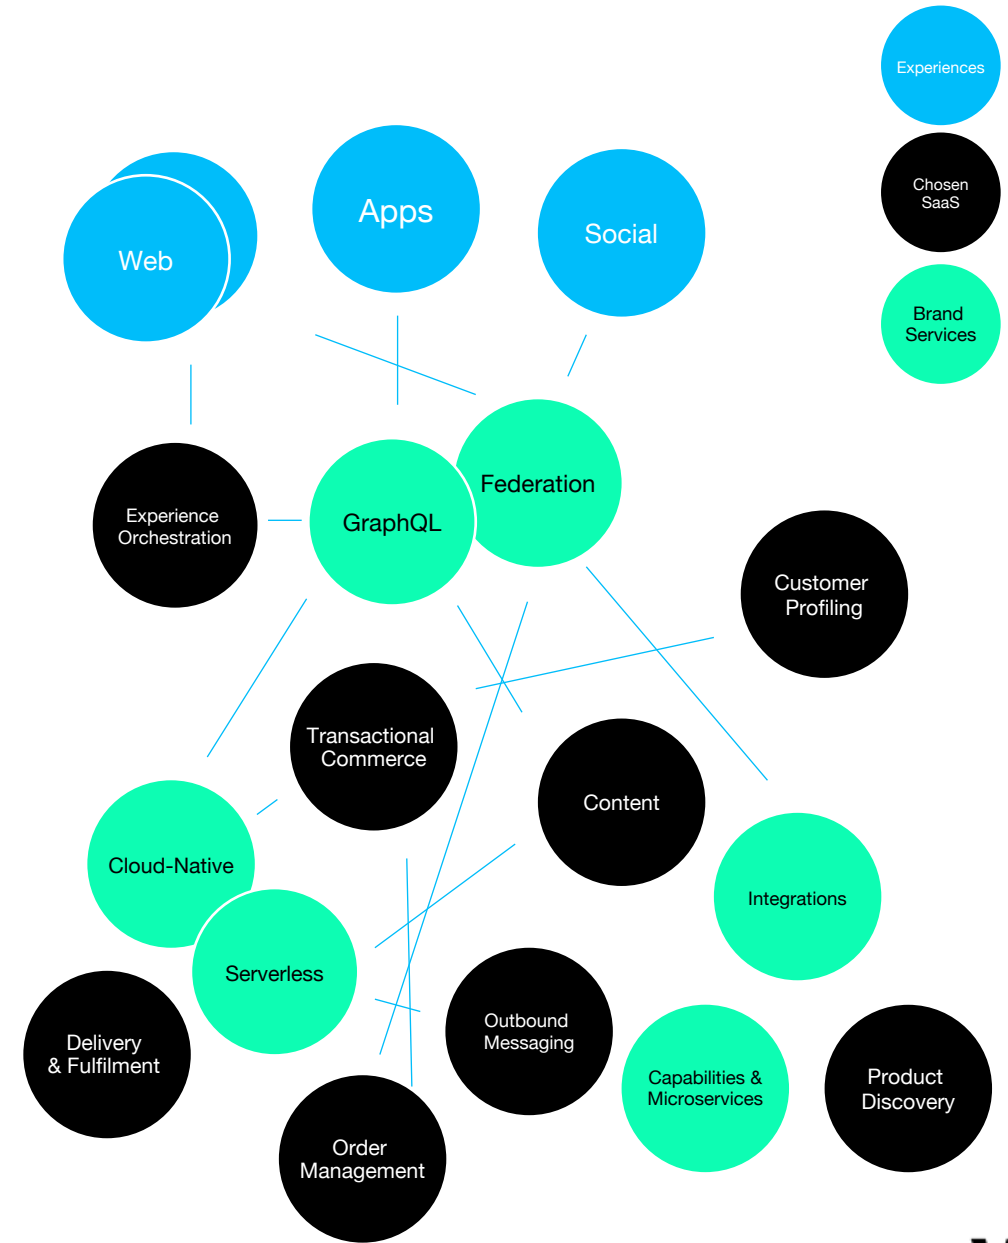 Experiences
Chosen
SaaS
Brand
Services
Web
Apps
Social
Experience
Orchestration
GraphQL
Federation
Customer
Profiling
Transactional
Commerce
Content
Cloud-Native
Integrations
Serverless
Delivery
& Fulfilment
Outbound
Messaging
Capabilities &
Microservices
Product
Discovery
Order
Management